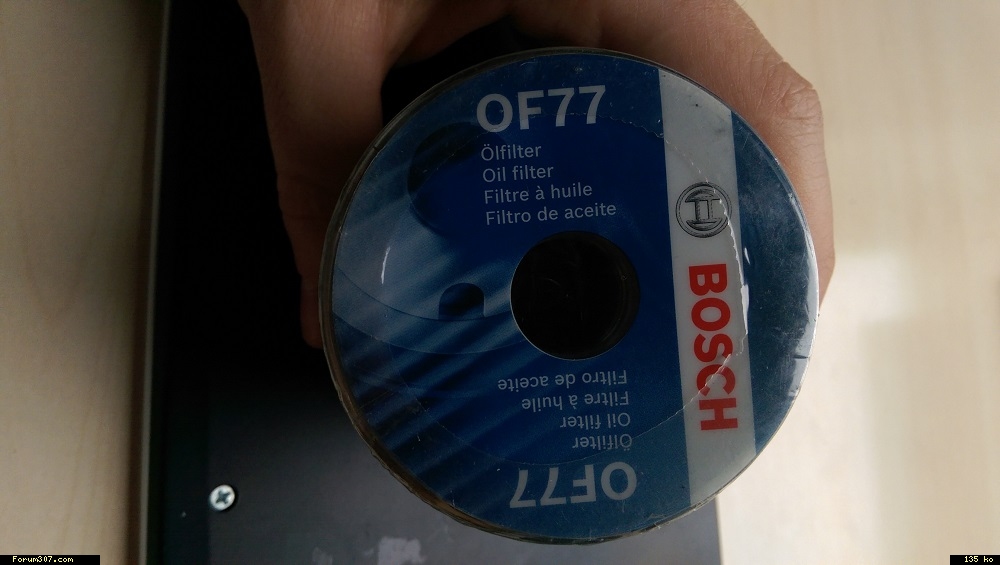 OF77
Ölfilter
Oil filter
Filtre à huile
Filtro de aceite
BOSCH
OF77
Ölfilter
Oil filter
Filtre à huile
Filtro de aceite
Forum307.com
135 ko